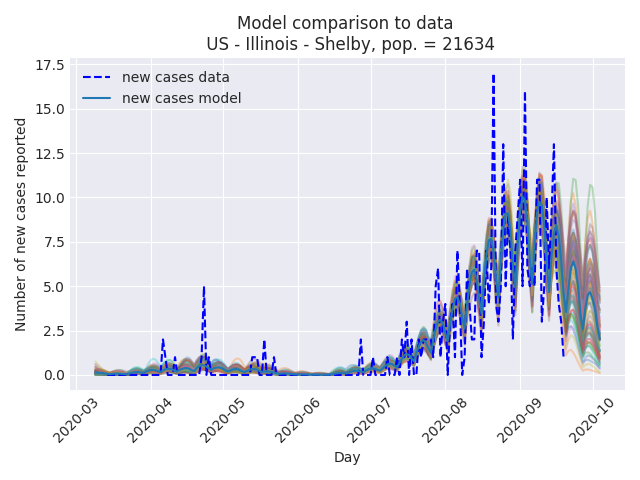 Model comparison to data
US - Illinois - Shelby, pop. = 21634
new cases data
new cases model
Number of new cases reported
17.5
15.0
12.5
10.0
7.5
5.0
2.5
0.0
2020-03
2020-04
2020-05
2020-06
2020-07
2020-08
2020-09
2020-10
Day